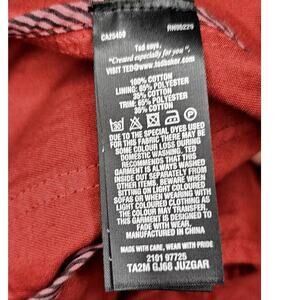 CA25459 RN95229
Ted says,
"Created especially for you".
VISIT TED@www.tedbaker.com
100% COTTON
LINING: 65% POLYESTER
35% COTTON
TRIM: 65% POLYESTER
35% COTTON
DUE TO THE SPECIAL DYES USED
FOR THIS FABRIC THERE MAY BE
SOME COLOUR LOSS DURING
DOMESTIC WASHING. TED
RECOMMENDS THAT THIS
GARMENT IS ALWAYS WASHED
INSIDE OUT SEPARATELY FROM
OTHER ITEMS. BEWARE WHEN
SITTING ON LIGHT COLOURED
SOFAS OR WHEN WEARING WITH
LIGHT COLOURED GARMENTS AS
THE COLOUR MAY TRANSFER.
THIS GARMENT IS DESIGNED TO
FADE WITH WEAR.
MANUFACTURED IN CHINA
MADE WITH CARE, WEAR WITH PRIDE
2101 97725
TA2M GJ68 JUZGAR